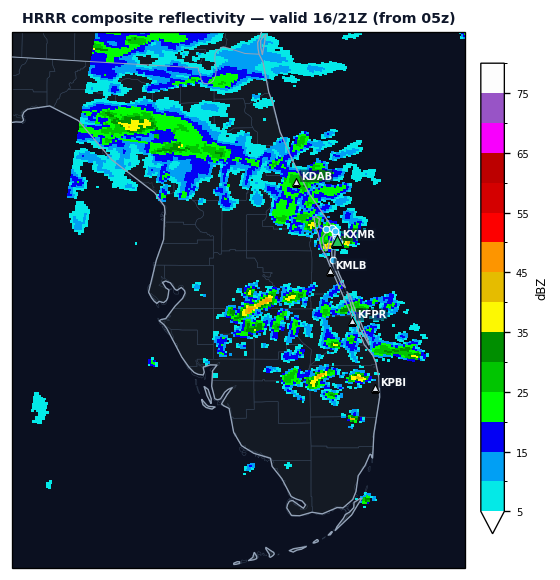 HRRR composite reflectivity — valid 16/21Z (from 05z)
KDAB
KXMR
KMLB
KFPR
KPBI
75
65
55
45
35
25
15
5
dBZ